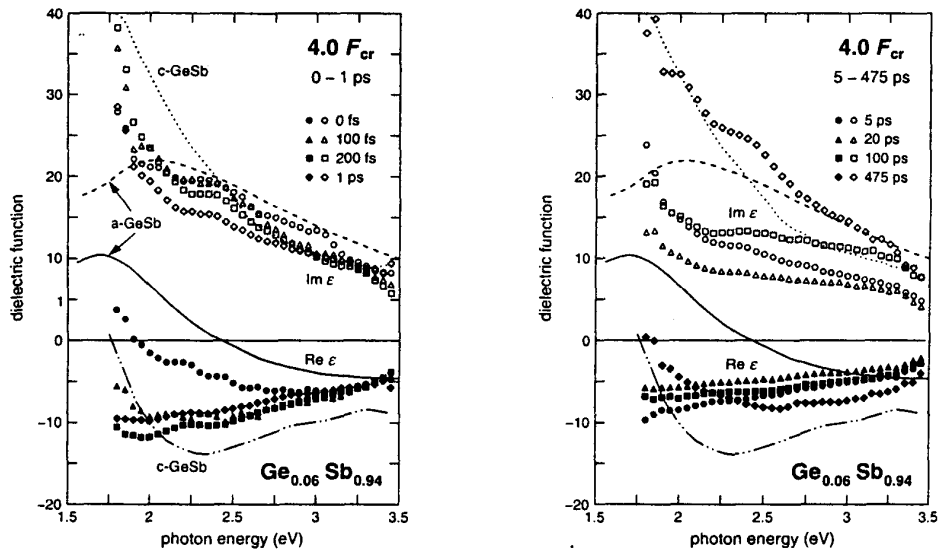 40
30
20
10
1
0
−10
−20
dielectric function
4.0 Fcr
0 – 1 ps
c-GeSb
● ○ 0 fs
▲ △ 100 fs
■ □ 200 fs
◆ ◇ 1 ps
a-GeSb
Im ε
Re ε
c-GeSb
Ge0.06 Sb0.94
1.5 2 2.5 3 3.5
photon energy (eV)
40
30
20
10
0
−10
−20
dielectric function
4.0 Fcr
5 – 475 ps
● ○ 5 ps
▲ △ 20 ps
■ □ 100 ps
◆ ◇ 475 ps
Im ε
Re ε
Ge0.06 Sb0.94
1.5 2 2.5 3 3.5
photon energy (eV)